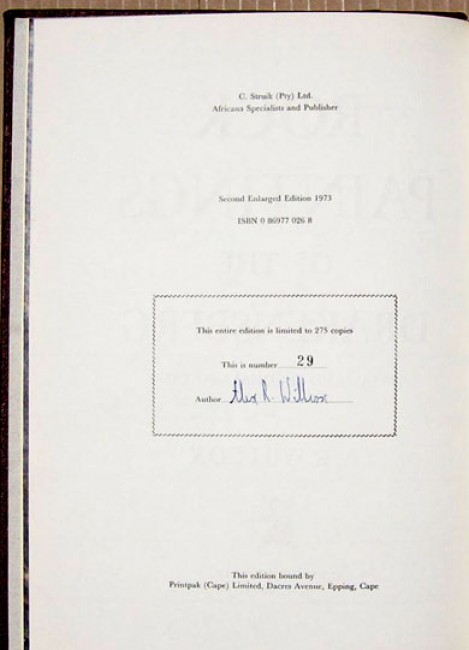 C. Struik (Pty) Ltd.
Africana Specialists and Publisher
Second Enlarged Edition 1973
ISBN 0 86977 026 8
This entire edition is limited to 275 copies
This is number 29
Author Alex R. Willcox
This edition bound by
Printpak (Cape) Limited, Dacres Avenue, Epping, Cape